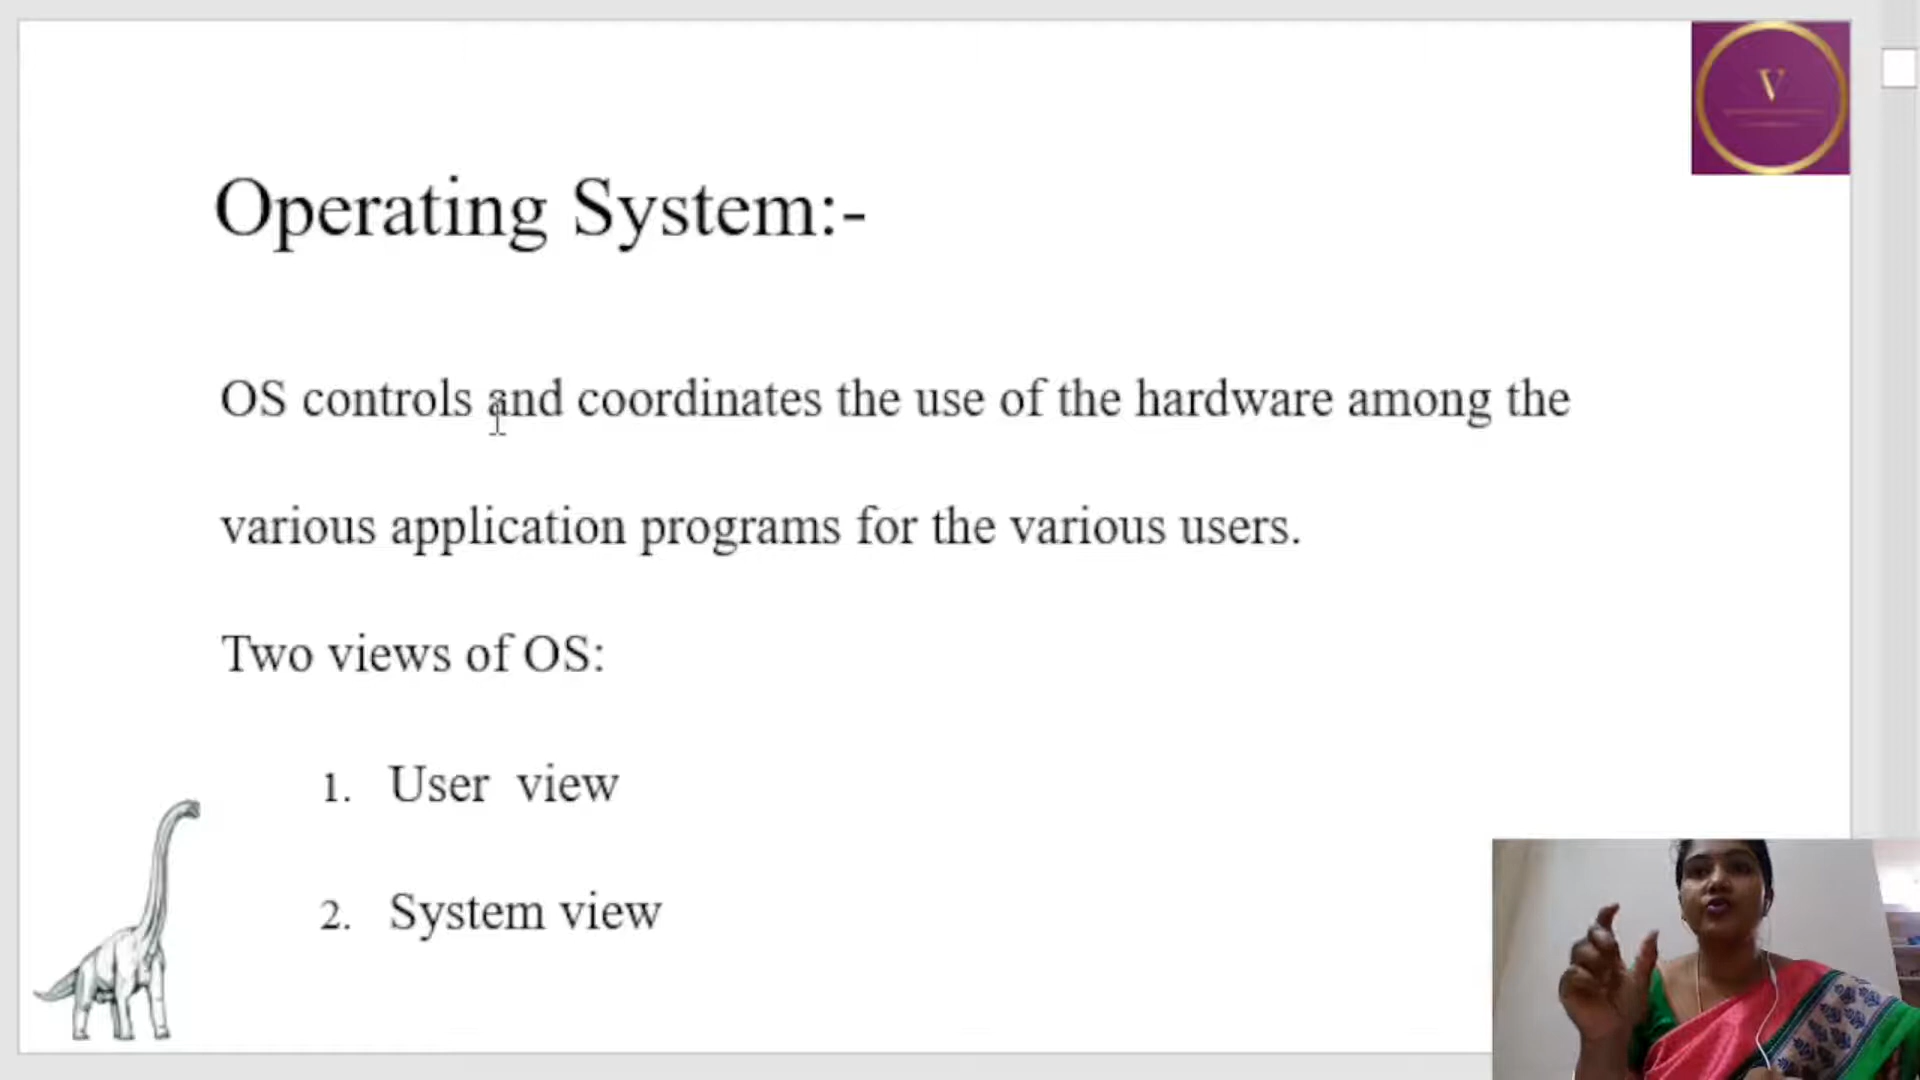 V
Operating System:-
OS controls and coordinates the use of the hardware among the
various application programs for the various users.
Two views of OS:
1. User view
2. System view